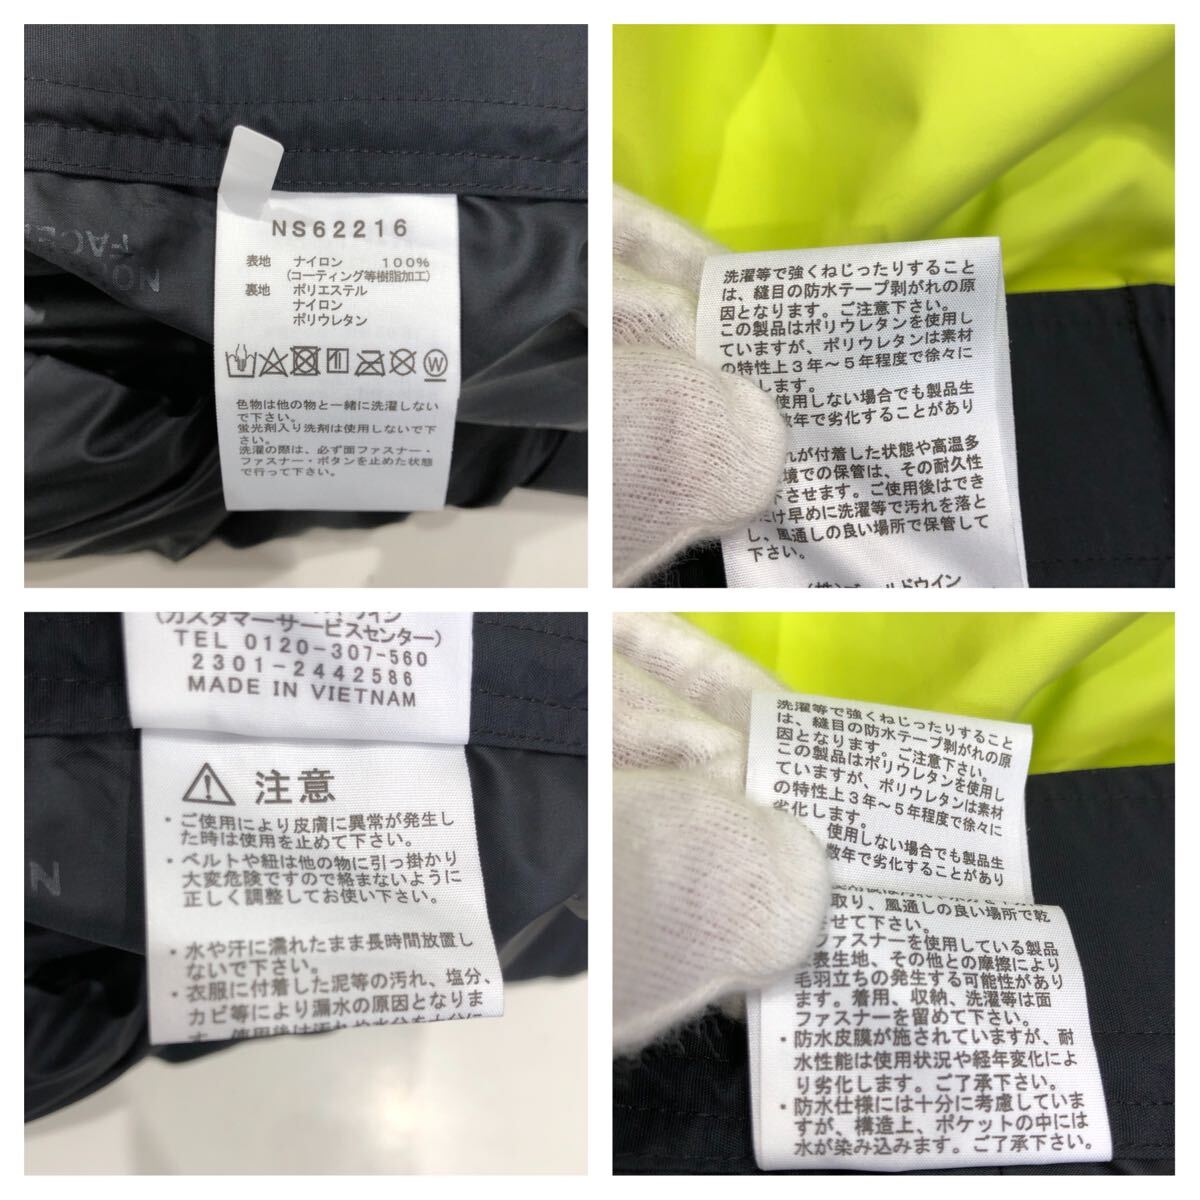 NS62216
表地 ナイロン 100%
(コーティング等樹脂加工)
裏地 ポリエステル
ナイロン
ポリウレタン
W
色物は他の物と一緒に洗濯しない
で下さい。
蛍光剤入り洗剤は使用しないで下
さい。
洗濯の際は、必ず面ファスナー・
ファスナー・ボタンを止めた状態
で行って下さい。
FACE
NO
洗濯等で強くねじったりすること
は、縫目の防水テープ剥がれの原
因となります。ご注意下さい。
この製品はポリウレタンを使用し
ていますが、ポリウレタンは素材
の特性上3年～5年程度で徐々に
します。
使用しない場合でも製品生
数年で劣化することがあり
れが付着した状態や高温多
境での保管は、その耐久性
下させます。ご使用後はでき
だけ早めに洗濯等で汚れを落と
し、風通しの良い場所で保管して
下さい。
ルドウイン
(カスタマーサービスセンター)
TEL 0120-307-560
2301-2442586
MADE IN VIETNAM
注意
・ご使用により皮膚に異常が発生し
た時は使用を止めて下さい。
・ベルトや紐は他の物に引っ掛かり
大変危険ですので絡まないように
正しく調整してお使い下さい。
・水や汗に濡れたまま長時間放置し
ないで下さい。
・衣服に付着した泥等の汚れ、塩分、
カビ等により漏水の原因となりま
す。使用後は汚れや水分を十分に
N
洗濯等で強くねじったりすること
は、縫目の防水テープ剥がれの原
因となります。ご注意下さい。
この製品はポリウレタンを使用し
ていますが、ポリウレタンは素材
の特性上3年～5年程度で徐々に
劣化します。
使用しない場合でも製品生
数年で劣化することがあり
取り、風通しの良い場所で乾
せて下さい。
ファスナーを使用している製品
表生地、その他との摩擦により
毛羽立ちの発生する可能性があり
ます。着用、収納、洗濯等は面
ファスナーを留めて下さい。
・防水皮膜が施されていますが、耐
水性能は使用状況や経年変化によ
り劣化します。ご了承下さい。
・防水仕様には十分に考慮していま
すが、構造上、ポケットの中には
水が染み込みます。ご了承下さい。